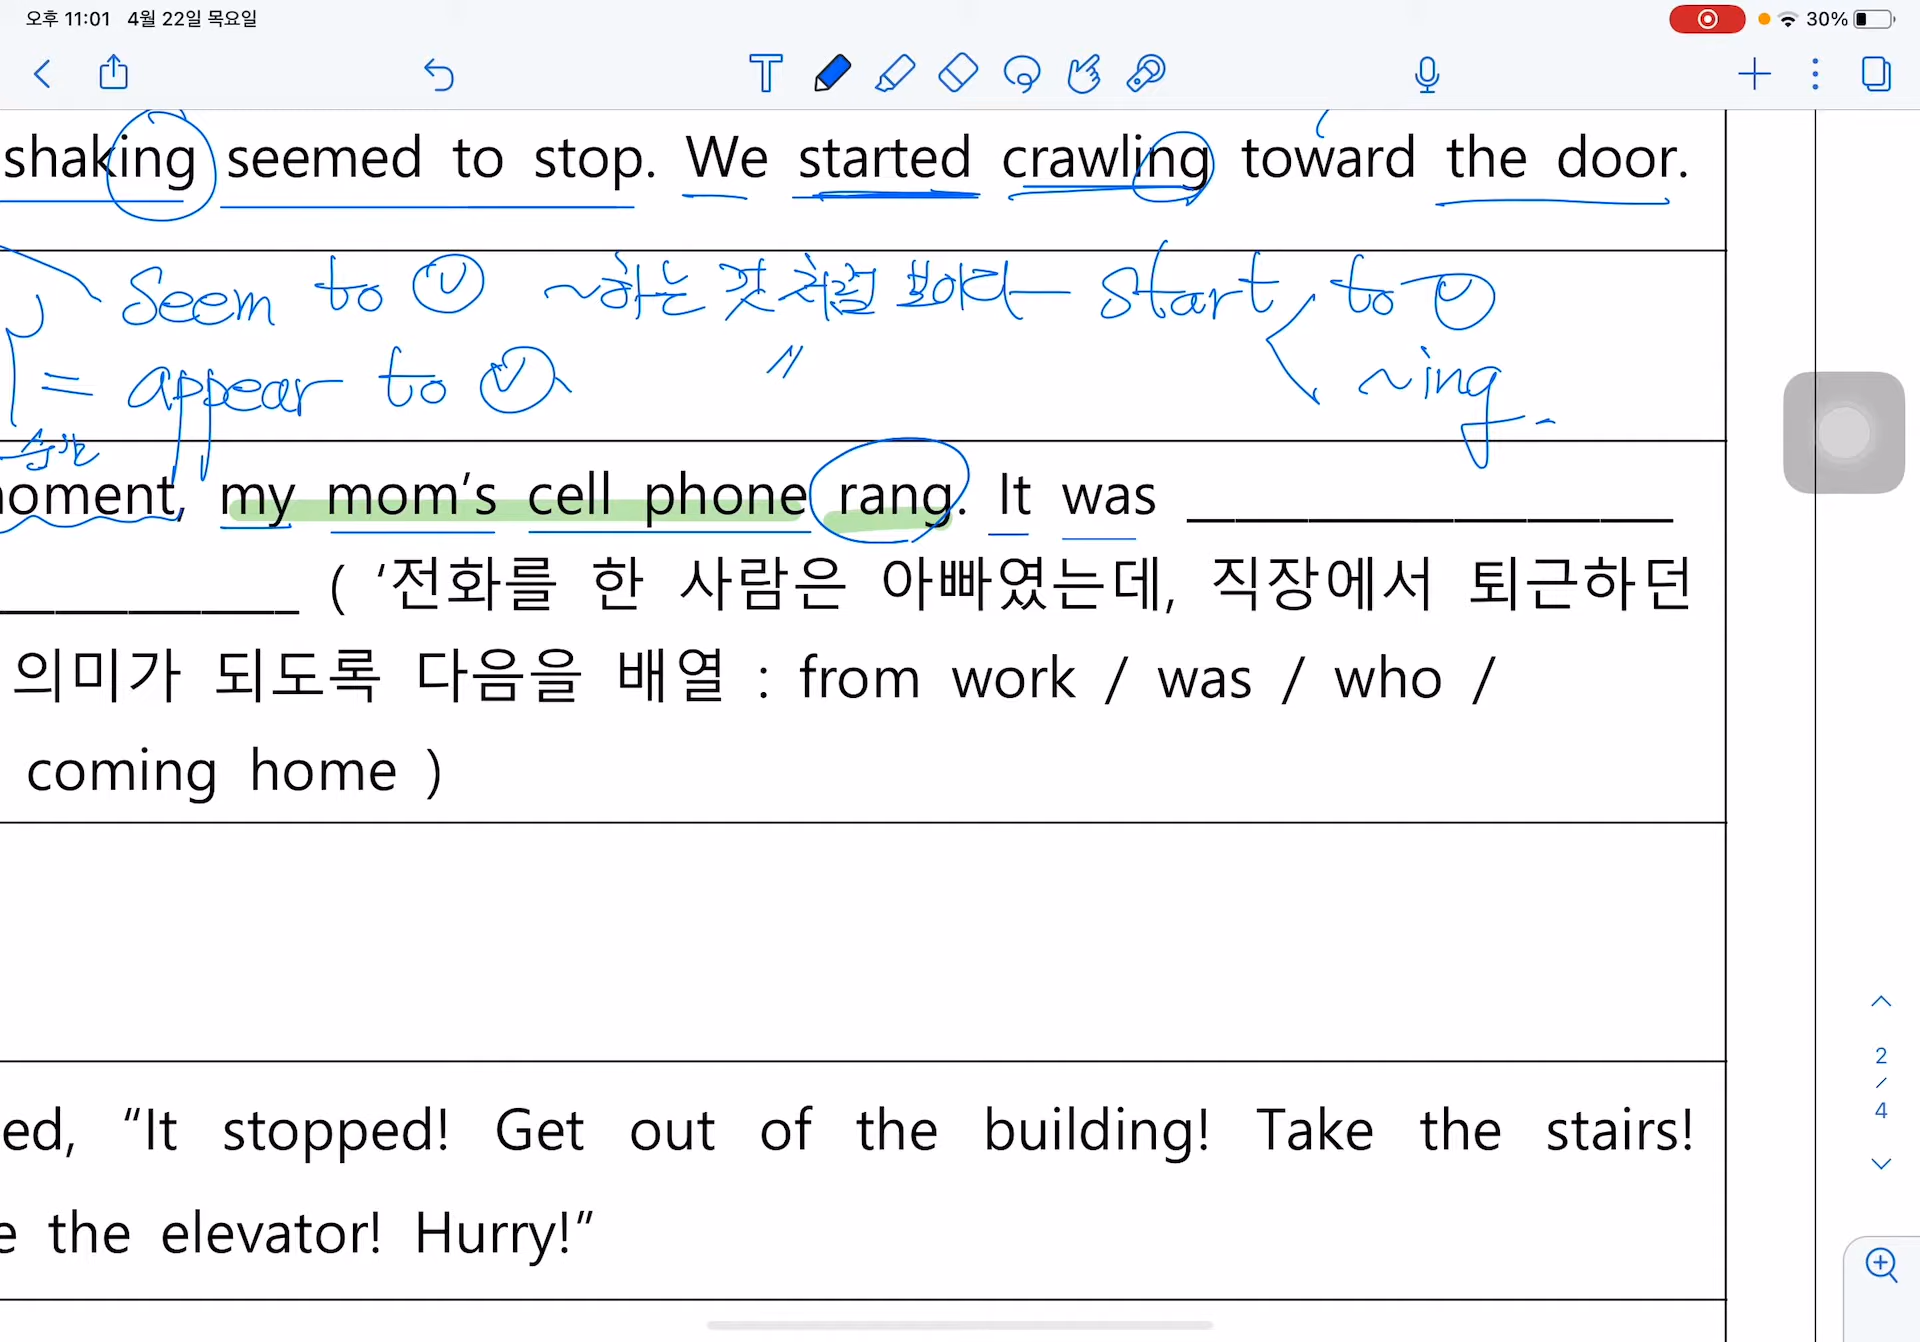 오후 11:01 4월 22일 목요일
30%
shaking seemed to stop. We started crawling toward the door.
Seem to ⓥ ~하는 것처럼 보이다 start to ⓥ
= appear to ⓥ 〃 ~ing
순간
moment, my mom's cell phone rang. It was ____________
____________ ( '전화를 한 사람은 아빠였는데, 직장에서 퇴근하던
의미가 되도록 다음을 배열 : from work / was / who /
coming home )
ed, “It stopped! Get out of the building! Take the stairs!
e the elevator! Hurry!”
2
/
4